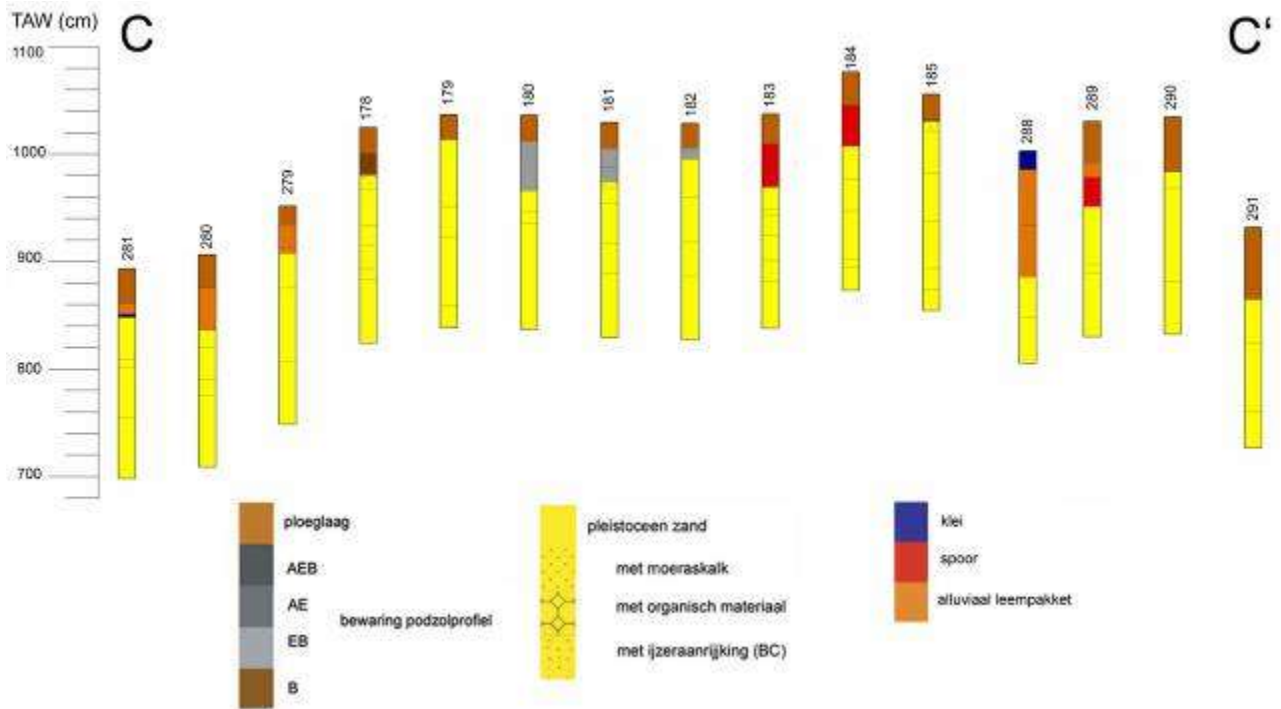 TAW (cm)
C
C'
1100
1000
900
800
700
281
280
279
178
179
180
181
182
183
184
185
288
289
290
291
ploeglaag
AEB
AE
EB
B
bewaring podzolprofiel
pleistoceen zand
met moeraskalk
met organisch materiaal
met ijzeraanrijking (BC)
klei
spoor
alluviaal leempakket